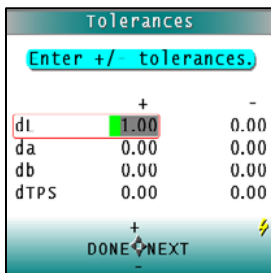 Tolerances
Enter +/- tolerances.
+ -
dL 1.00 0.00
da 0.00 0.00
db 0.00 0.00
dTPS 0.00 0.00
+
DONE NEXT
-